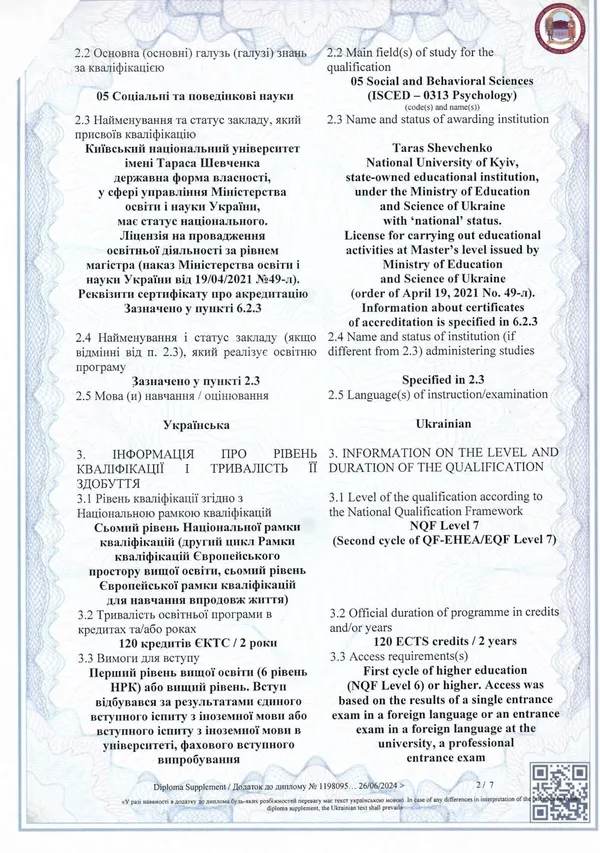 2.2 Основна (основні) галузь (галузі) знань
за кваліфікацією
05 Соціальні та поведінкові науки
2.3 Найменування та статус закладу, який
присвоїв кваліфікацію
Київський національний університет
імені Тараса Шевченка
державна форма власності,
у сфері управління Міністерства
освіти і науки України,
має статус національного.
Ліцензія на провадження
освітньої діяльності за рівнем
магістра (наказ Міністерства освіти і
науки України від 19/04/2021 №49-л).
Реквізити сертифікату про акредитацію
Зазначено у пункті 6.2.3
2.4 Найменування і статус закладу (якщо
відмінні від п. 2.3), який реалізує освітню
програму
Зазначено у пункті 2.3
2.5 Мова (и) навчання / оцінювання
Українська
3. ІНФОРМАЦІЯ ПРО РІВЕНЬ
КВАЛІФІКАЦІЇ І ТРИВАЛІСТЬ ЇЇ
ЗДОБУТТЯ
3.1 Рівень кваліфікації згідно з
Національною рамкою кваліфікацій
Сьомий рівень Національної рамки
кваліфікацій (другий цикл Рамки
кваліфікацій Європейського
простору вищої освіти, сьомий рівень
Європейської рамки кваліфікацій
для навчання впродовж життя)
3.2 Тривалість освітньої програми в
кредитах та/або роках
120 кредитів ЄКТС / 2 роки
3.3 Вимоги для вступу
Перший рівень вищої освіти (6 рівень
НРК) або вищий рівень. Вступ
відбувався за результатами єдиного
вступного іспиту з іноземної мови або
вступного іспиту з іноземної мови в
університеті, фахового вступного
випробування
2.2 Main field(s) of study for the
qualification
05 Social and Behavioral Sciences
(ISCED – 0313 Psychology)
(code(s) and name(s))
2.3 Name and status of awarding institution
Taras Shevchenko
National University of Kyiv,
state-owned educational institution,
under the Ministry of Education
and Science of Ukraine
with ‘national’ status.
License for carrying out educational
activities at Master’s level issued by
Ministry of Education
and Science of Ukraine
(order of April 19, 2021 No. 49-л).
Information about certificates
of accreditation is specified in 6.2.3
2.4 Name and status of institution (if
different from 2.3) administering studies
Specified in 2.3
2.5 Language(s) of instruction/examination
Ukrainian
3. INFORMATION ON THE LEVEL AND
DURATION OF THE QUALIFICATION
3.1 Level of the qualification according to
the National Qualification Framework
NQF Level 7
(Second cycle of QF-EHEA/EQF Level 7)
3.2 Official duration of programme in credits
and/or years
120 ECTS credits / 2 years
3.3 Access requirements(s)
First cycle of higher education
(NQF Level 6) or higher. Access was
based on the results of a single entrance
exam in a foreign language or an entrance
exam in a foreign language at the
university, a professional
entrance exam
Diploma Supplement / Додаток до диплому № 1198095… 26/06/2024 > 2 / 7
«У разі наявності в додатку до диплома будь-яких розбіжностей перевагу має текст українською мовою». In case of any differences in interpretation of the
diploma supplement, the Ukrainian text shall prevail»